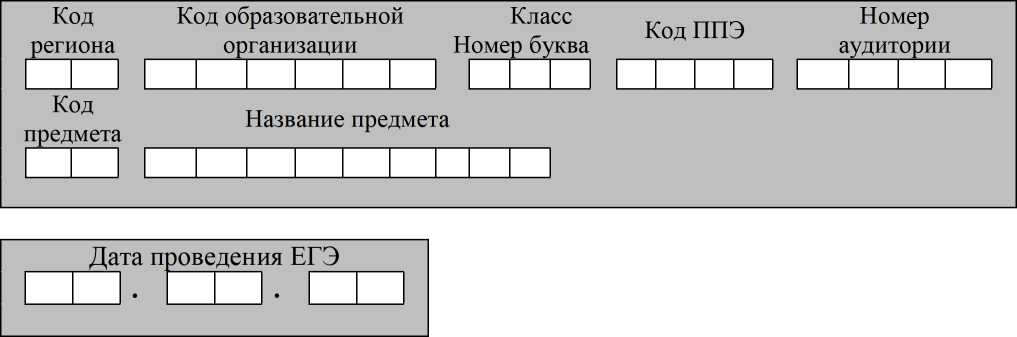 Код Код образовательной Класс Код ППЭ Номер
региона организации Номер буква аудитории
Код Название предмета
предмета
Дата проведения ЕГЭ
. .